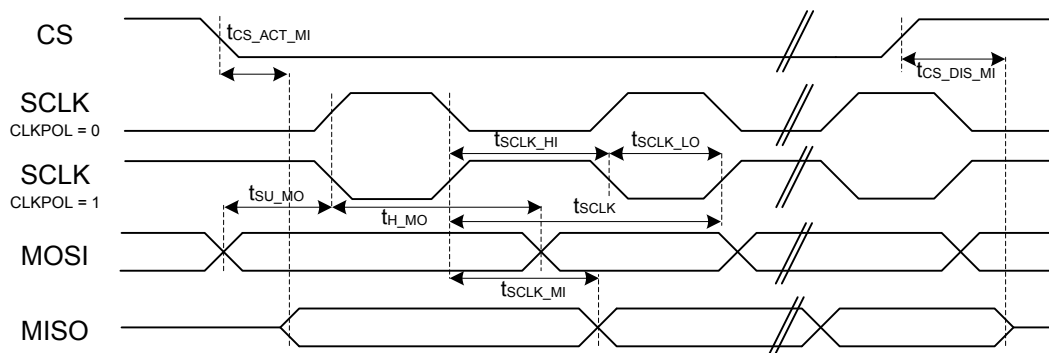 CS
tCS_ACT_MI
tCS_DIS_MI
SCLK
CLKPOL = 0
tSCLK_HI
tSCLK_LO
SCLK
CLKPOL = 1
tSU_MO
tH_MO
tSCLK
MOSI
tSCLK_MI
MISO